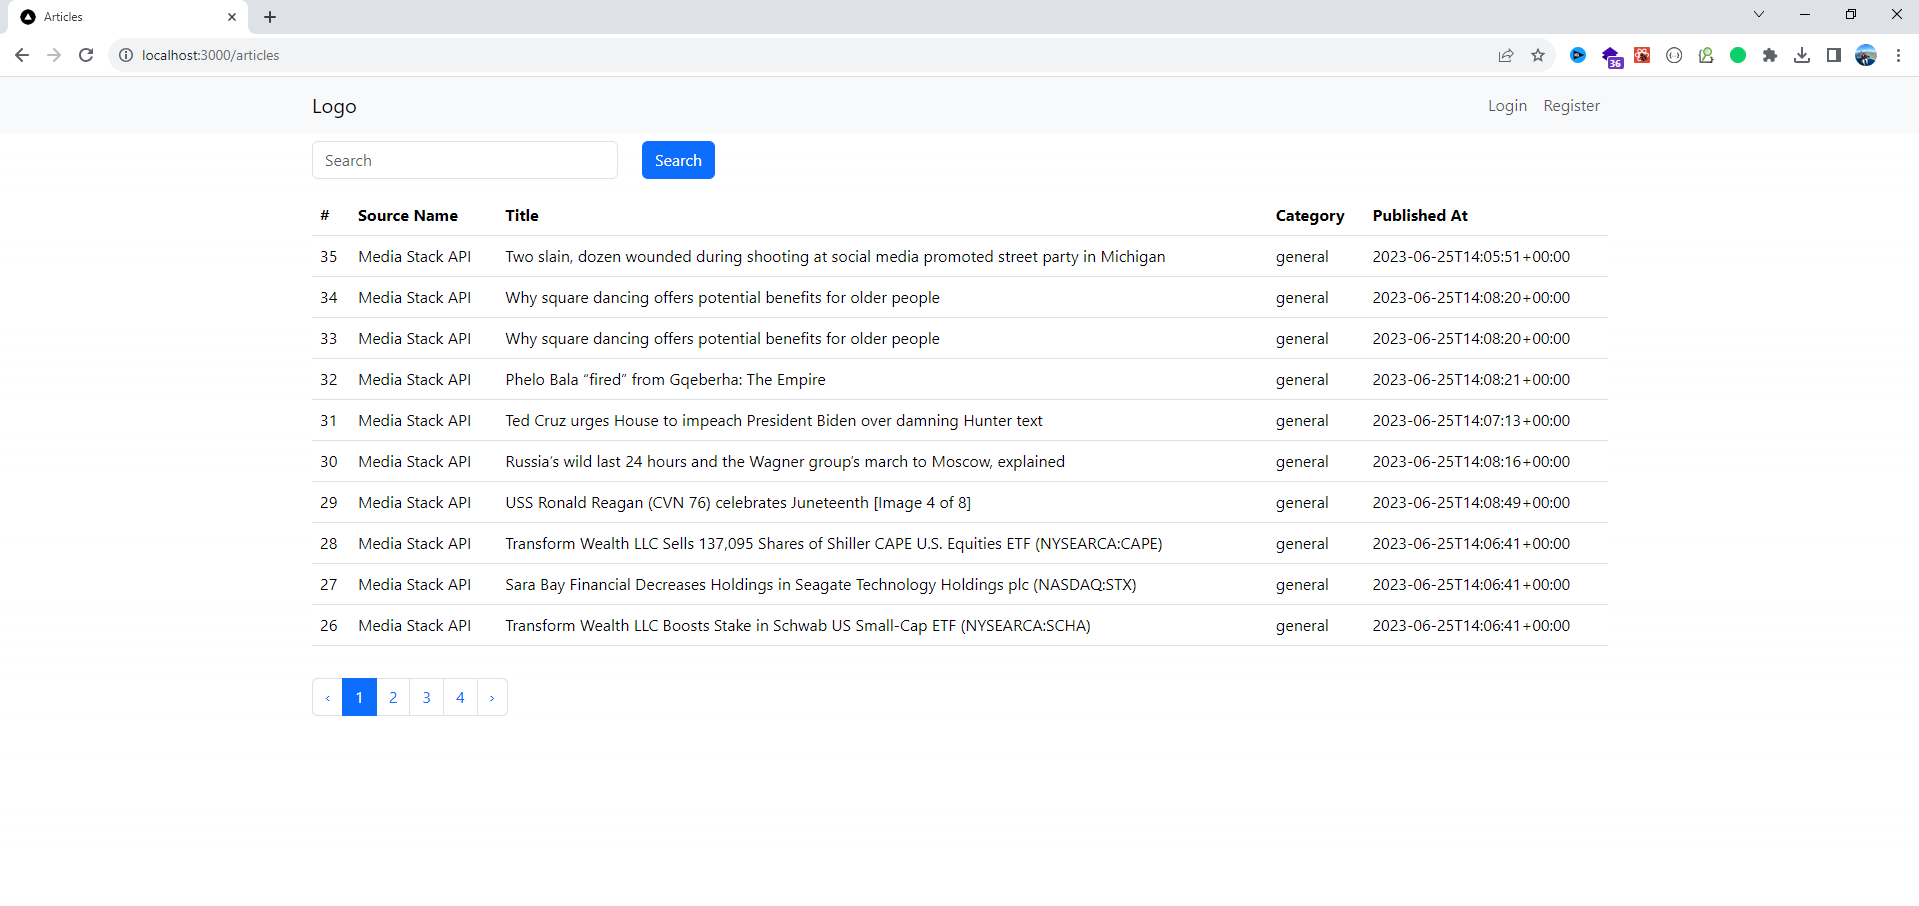 Articles
localhost:3000/articles
36
Logo Login Register
Search Search
# Source Name Title Category Published At
35 Media Stack API Two slain, dozen wounded during shooting at social media promoted street party in Michigan general 2023-06-25T14:05:51+00:00
34 Media Stack API Why square dancing offers potential benefits for older people general 2023-06-25T14:08:20+00:00
33 Media Stack API Why square dancing offers potential benefits for older people general 2023-06-25T14:08:20+00:00
32 Media Stack API Phelo Bala “fired” from Gqeberha: The Empire general 2023-06-25T14:08:21+00:00
31 Media Stack API Ted Cruz urges House to impeach President Biden over damning Hunter text general 2023-06-25T14:07:13+00:00
30 Media Stack API Russia’s wild last 24 hours and the Wagner group’s march to Moscow, explained general 2023-06-25T14:08:16+00:00
29 Media Stack API USS Ronald Reagan (CVN 76) celebrates Juneteenth [Image 4 of 8] general 2023-06-25T14:08:49+00:00
28 Media Stack API Transform Wealth LLC Sells 137,095 Shares of Shiller CAPE U.S. Equities ETF (NYSEARCA:CAPE) general 2023-06-25T14:06:41+00:00
27 Media Stack API Sara Bay Financial Decreases Holdings in Seagate Technology Holdings plc (NASDAQ:STX) general 2023-06-25T14:06:41+00:00
26 Media Stack API Transform Wealth LLC Boosts Stake in Schwab US Small-Cap ETF (NYSEARCA:SCHA) general 2023-06-25T14:06:41+00:00
‹ 1 2 3 4 ›